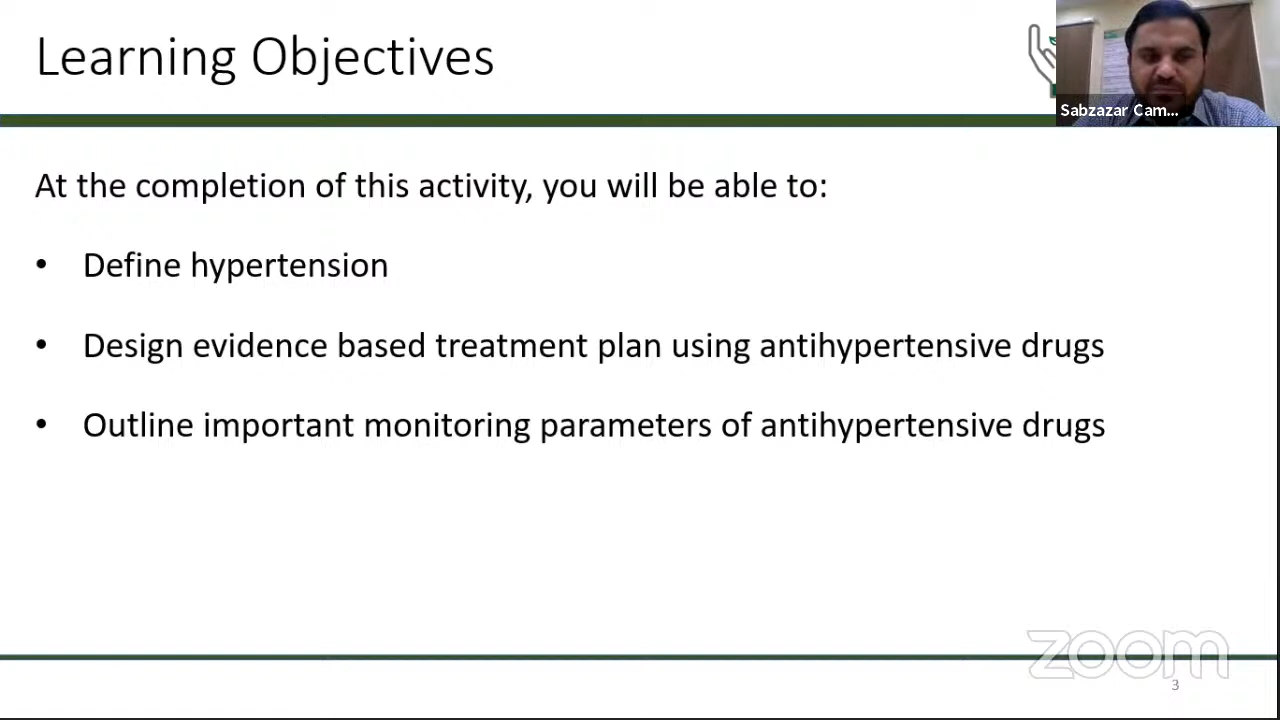 Learning Objectives
Sabzazar Cam...
At the completion of this activity, you will be able to:
• Define hypertension
• Design evidence based treatment plan using antihypertensive drugs
• Outline important monitoring parameters of antihypertensive drugs
zoom
3